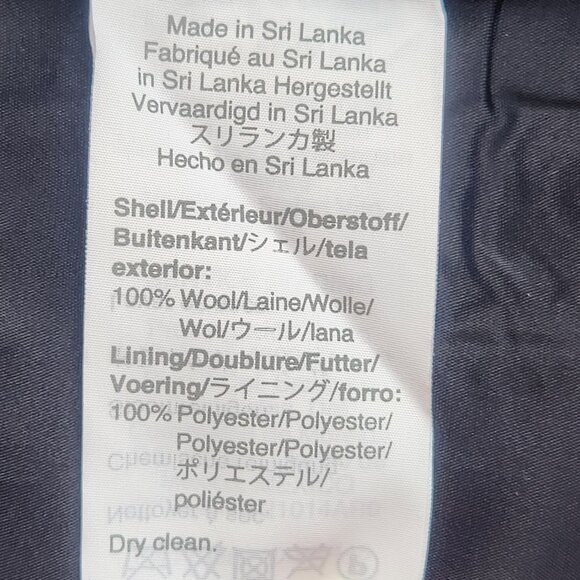 Made in Sri Lanka
Fabriqué au Sri Lanka
in Sri Lanka Hergestellt
Vervaardigd in Sri Lanka
スリランカ製
Hecho en Sri Lanka
Shell/Extérieur/Oberstoff/
Buitenkant/シェル/tela
exterior:
100% Wool/Laine/Wolle/
Wol/ウール/lana
Lining/Doublure/Futter/
Voering/ライニング/forro:
100% Polyester/Polyester/
Polyester/Polyester/
ポリエステル/
poliéster
Dry clean.